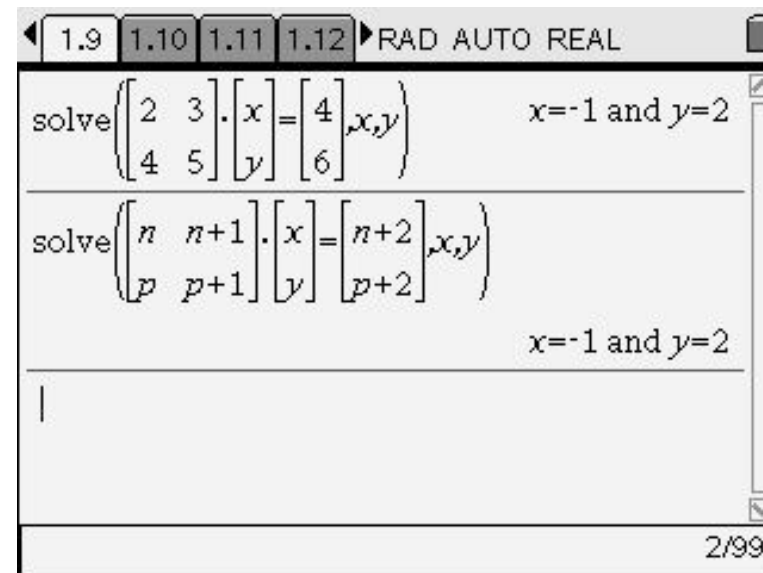 1.9 1.10 1.11 1.12 RAD AUTO REAL
solve([2 3; 4 5]·[x; y]=[4; 6],x,y) x=-1 and y=2
solve([n n+1; p p+1]·[x; y]=[n+2; p+2],x,y)
x=-1 and y=2
2/99